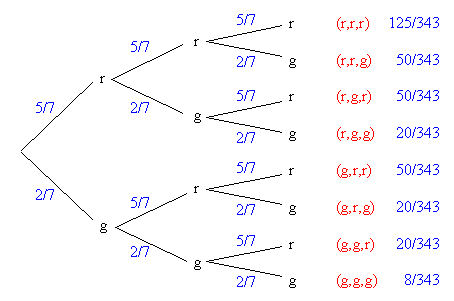 5/7 r (r,r,r) 125/343
5/7 r
2/7 g (r,r,g) 50/343
r
5/7 2/7 5/7 r (r,g,r) 50/343
g
2/7 g (r,g,g) 20/343
5/7 r (g,r,r) 50/343
2/7 5/7 r
2/7 g (g,r,g) 20/343
g
2/7 5/7 r (g,g,r) 20/343
g
2/7 g (g,g,g) 8/343